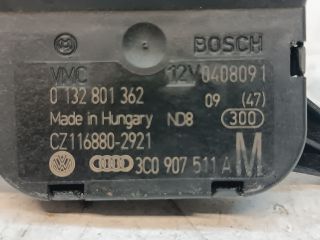 BOSCH
VMC 12V 0408091
0 132 801 362 09 (47)
Made in Hungary ND8 300
CZ116880-2921
3C0 907 511 A M